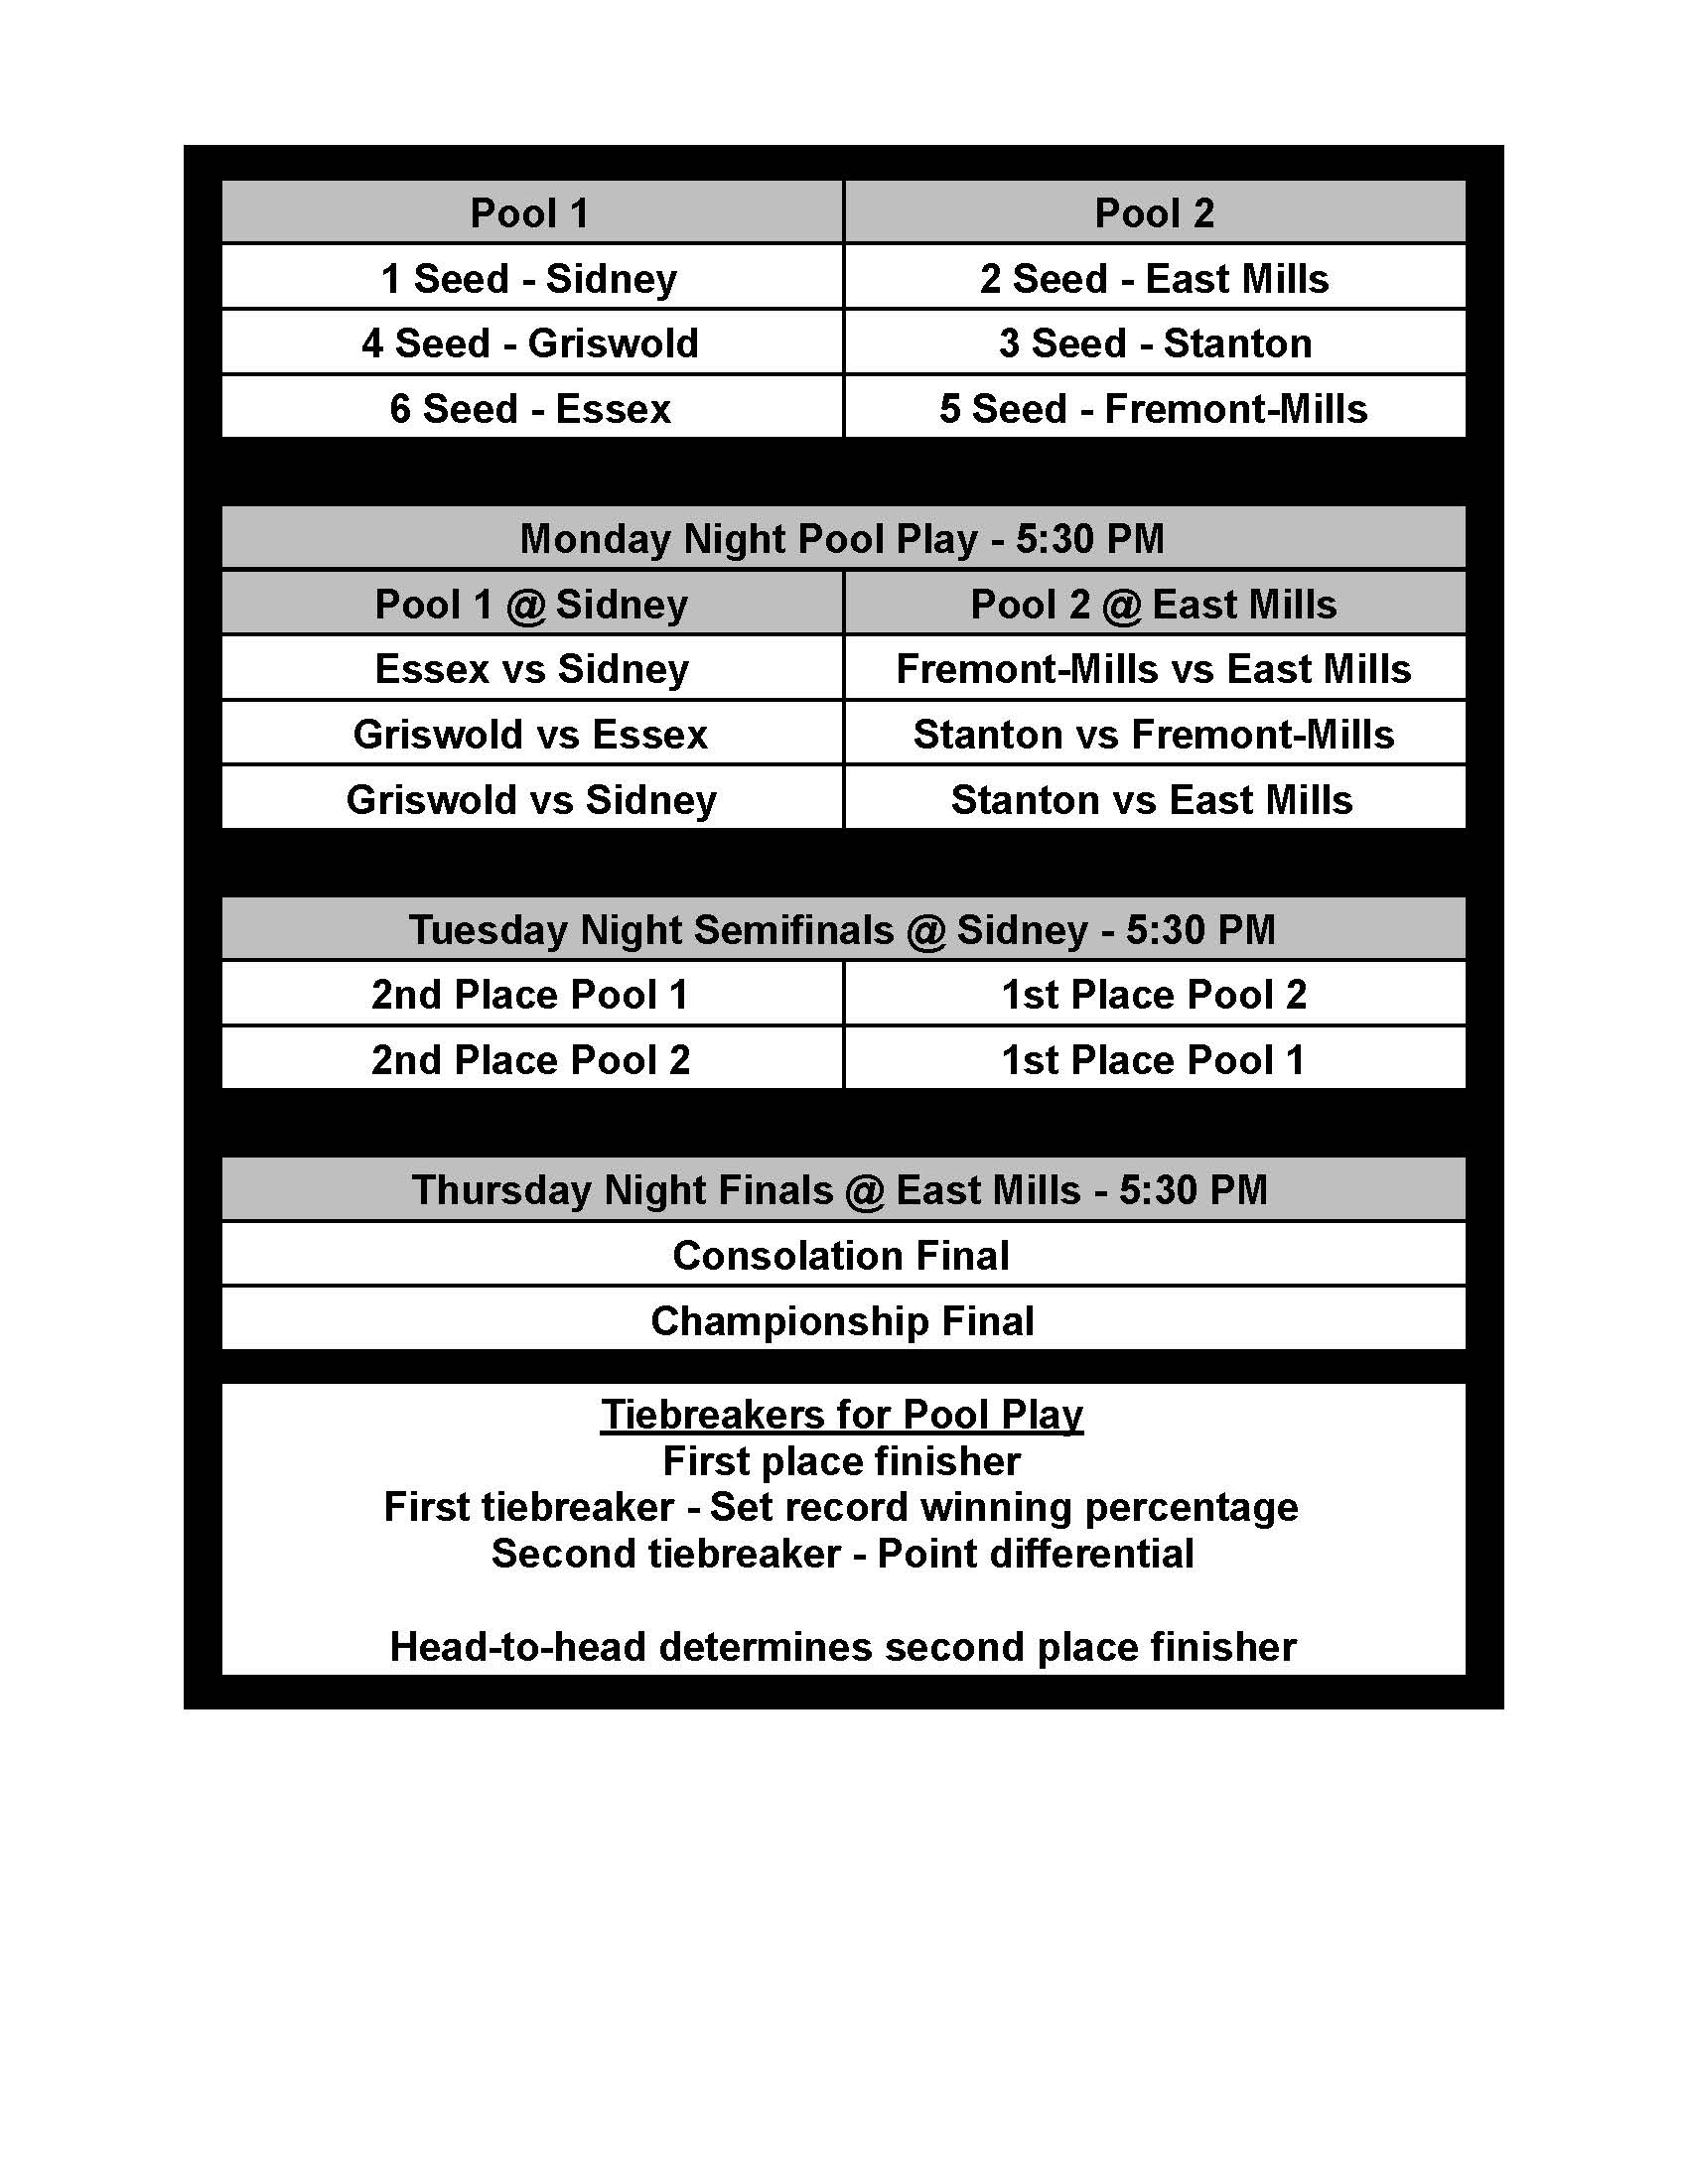 Pool 1 Pool 2
1 Seed - Sidney 2 Seed - East Mills
4 Seed - Griswold 3 Seed - Stanton
6 Seed - Essex 5 Seed - Fremont-Mills
Monday Night Pool Play - 5:30 PM
Pool 1 @ Sidney Pool 2 @ East Mills
Essex vs Sidney Fremont-Mills vs East Mills
Griswold vs Essex Stanton vs Fremont-Mills
Griswold vs Sidney Stanton vs East Mills
Tuesday Night Semifinals @ Sidney - 5:30 PM
2nd Place Pool 1 1st Place Pool 2
2nd Place Pool 2 1st Place Pool 1
Thursday Night Finals @ East Mills - 5:30 PM
Consolation Final
Championship Final
Tiebreakers for Pool Play
First place finisher
First tiebreaker - Set record winning percentage
Second tiebreaker - Point differential
Head-to-head determines second place finisher